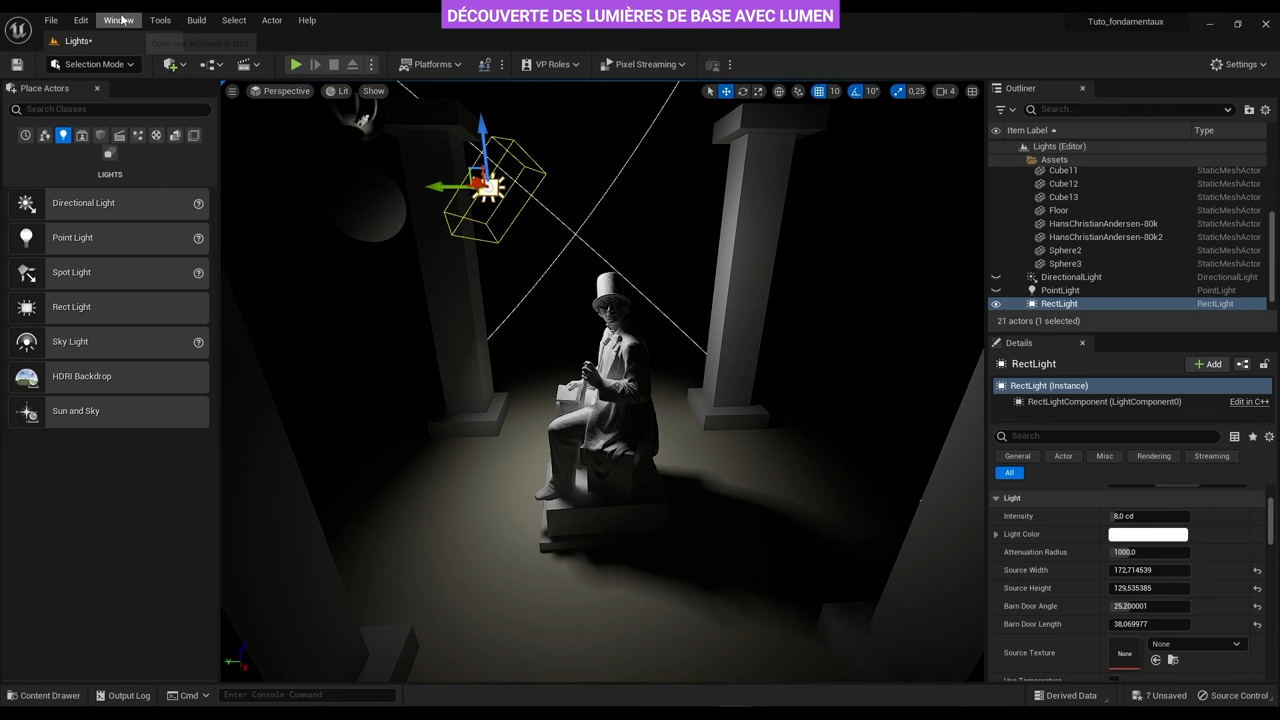 DÉCOUVERTE DES LUMIÈRES DE BASE AVEC LUMEN
File Edit Window Tools Build Select Actor Help
Tuto_fondamentaux
Lights*
Open new windows or tabs.
Selection Mode
Platforms
VP Roles
Pixel Streaming
Settings
Place Actors
Search Classes
LIGHTS
Directional Light
Point Light
Spot Light
Rect Light
Sky Light
HDRI Backdrop
Sun and Sky
Perspective
Lit
Show
10
10°
0,25
4
Outliner
Search...
Item Label
Type
Lights (Editor)
Assets
Cube11 StaticMeshActor
Cube12 StaticMeshActor
Cube13 StaticMeshActor
Floor StaticMeshActor
HansChristianAndersen-80k StaticMeshActor
HansChristianAndersen-80k2 StaticMeshActor
Sphere2 StaticMeshActor
Sphere3 StaticMeshActor
DirectionalLight DirectionalLight
PointLight PointLight
RectLight RectLight
21 actors (1 selected)
Details
RectLight
Add
RectLight (Instance)
RectLightComponent (LightComponent0) Edit in C++
Search
General Actor Misc Rendering Streaming
All
Light
Intensity 8,0 cd
Light Color
Attenuation Radius 1000,0
Source Width 172,714539
Source Height 129,535385
Barn Door Angle 25,200001
Barn Door Length 38,069977
Source Texture None None
Content Drawer
Output Log
Cmd
Enter Console Command
Derived Data
7 Unsaved
Source Control